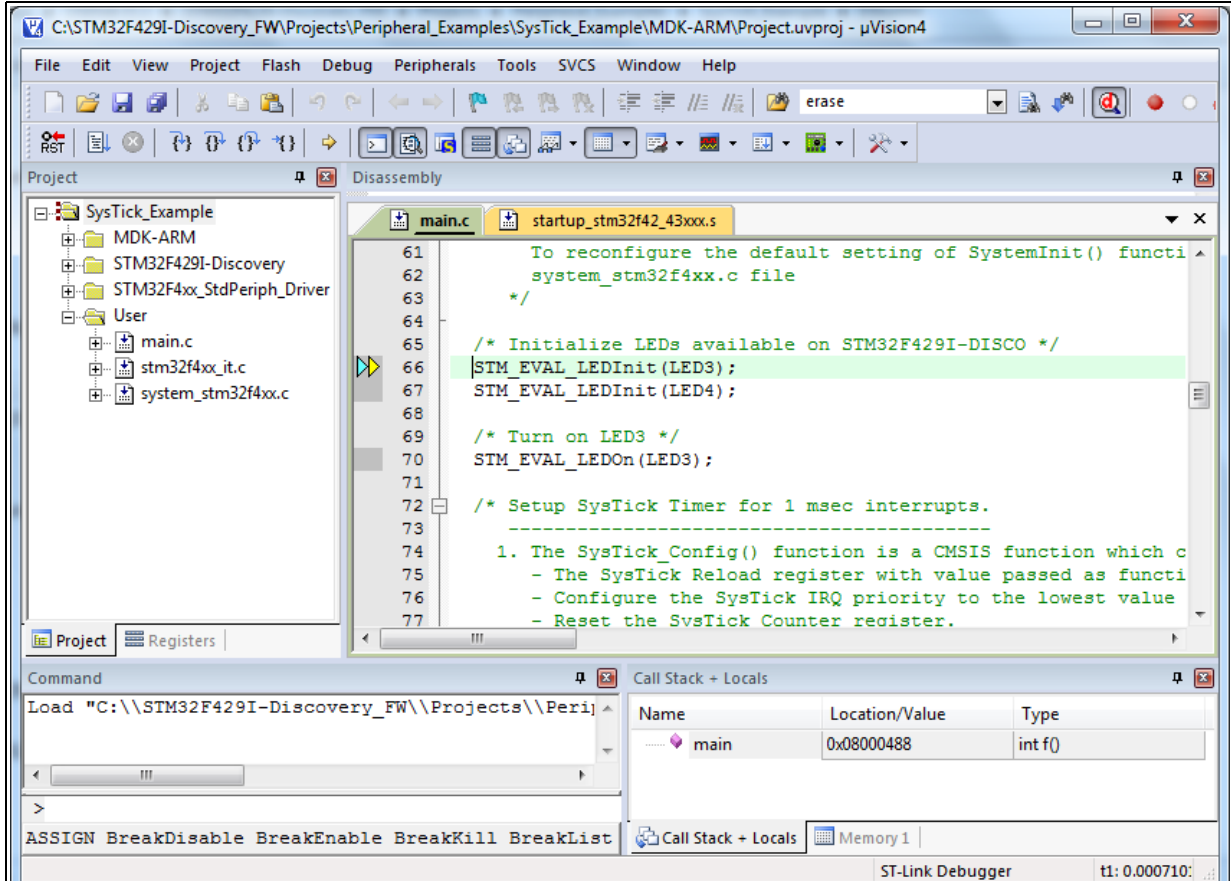 C:\STM32F429I-Discovery_FW\Projects\Peripheral_Examples\SysTick_Example\MDK-ARM\Project.uvproj - µVision4
File Edit View Project Flash Debug Peripherals Tools SVCS Window Help
erase
RST
Project
Disassembly
SysTick_Example
MDK-ARM
STM32F429I-Discovery
STM32F4xx_StdPeriph_Driver
User
main.c
stm32f4xx_it.c
system_stm32f4xx.c
Project Registers
main.c startup_stm32f42_43xxx.s
61 To reconfigure the default setting of SystemInit() functi
62 system_stm32f4xx.c file
63 */
64
65 /* Initialize LEDs available on STM32F429I-DISCO */
66 STM_EVAL_LEDInit(LED3);
67 STM_EVAL_LEDInit(LED4);
68
69 /* Turn on LED3 */
70 STM_EVAL_LEDOn(LED3);
71
72 /* Setup SysTick Timer for 1 msec interrupts.
73 ------------------------------------------
74 1. The SysTick_Config() function is a CMSIS function which c
75 - The SysTick Reload register with value passed as functi
76 - Configure the SysTick IRQ priority to the lowest value
77 - Reset the SysTick Counter register.
Command
Load "C:\\STM32F429I-Discovery_FW\\Projects\\Perip
>
ASSIGN BreakDisable BreakEnable BreakKill BreakList
Call Stack + Locals
Name Location/Value Type
main 0x08000488 int f()
Call Stack + Locals Memory 1
ST-Link Debugger t1: 0.0007101